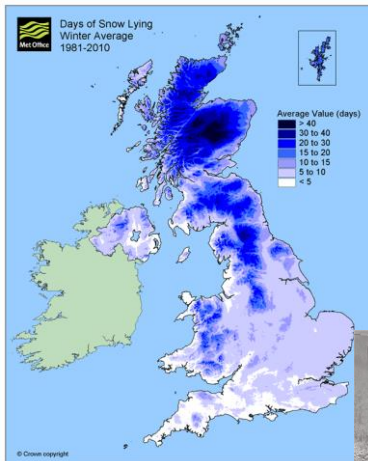 Met Office
Days of Snow Lying
Winter Average
1981-2010
Average Value (days)
> 40
30 to 40
20 to 30
15 to 20
10 to 15
5 to 10
< 5
© Crown copyright